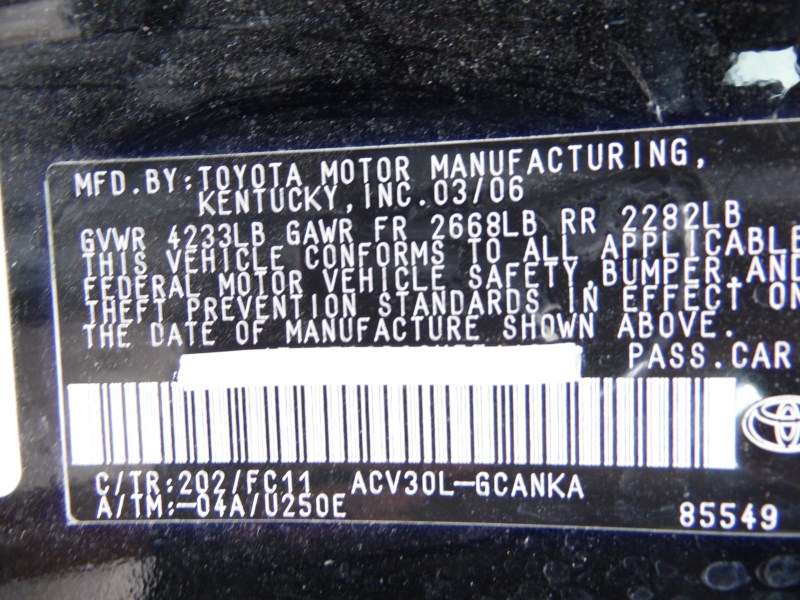 MFD.BY:TOYOTA MOTOR MANUFACTURING,
KENTUCKY,INC.03/06
GVWR 4233LB GAWR FR 2668LB RR 2282LB
THIS VEHICLE CONFORMS TO ALL APPLICABLE
FEDERAL MOTOR VEHICLE SAFETY,BUMPER,AND
THEFT PREVENTION STANDARDS IN EFFECT ON
THE DATE OF MANUFACTURE SHOWN ABOVE.
PASS.CAR
C/TR:202/FC11 ACV30L-GCANKA
A/TM:-04A/U250E
85549